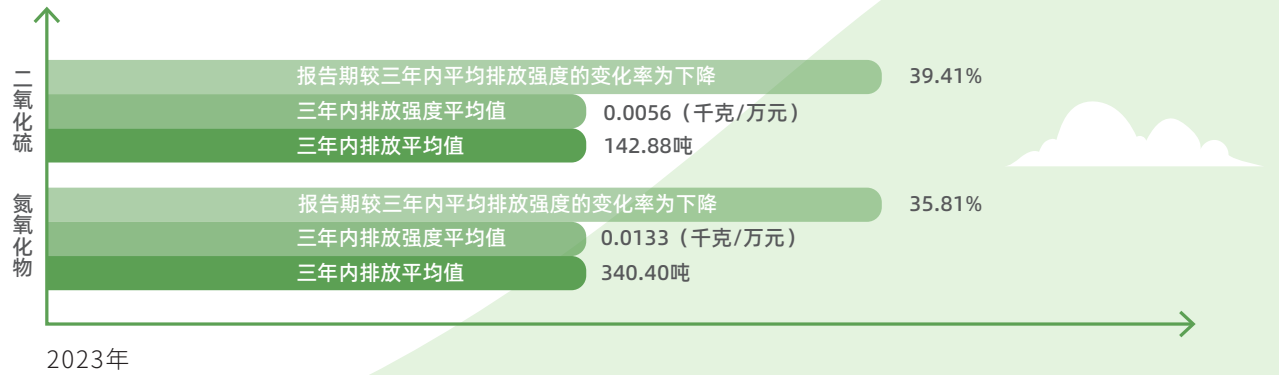 二氧化硫
报告期较三年内平均排放强度的变化率为下降 39.41%
三年内排放强度平均值 0.0056（千克/万元）
三年内排放平均值 142.88吨
氮氧化物
报告期较三年内平均排放强度的变化率为下降 35.81%
三年内排放强度平均值 0.0133（千克/万元）
三年内排放平均值 340.40吨
2023年